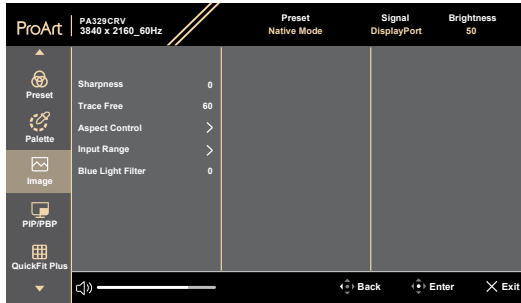 ProArt
PA329CRV
3840 x 2160_60Hz
Preset
Native Mode
Signal
DisplayPort
Brightness
50
Preset
Palette
Image
PIP/PBP
QuickFit Plus
Sharpness 0
Trace Free 60
Aspect Control
Input Range
Blue Light Filter 0
Back
Enter
Exit